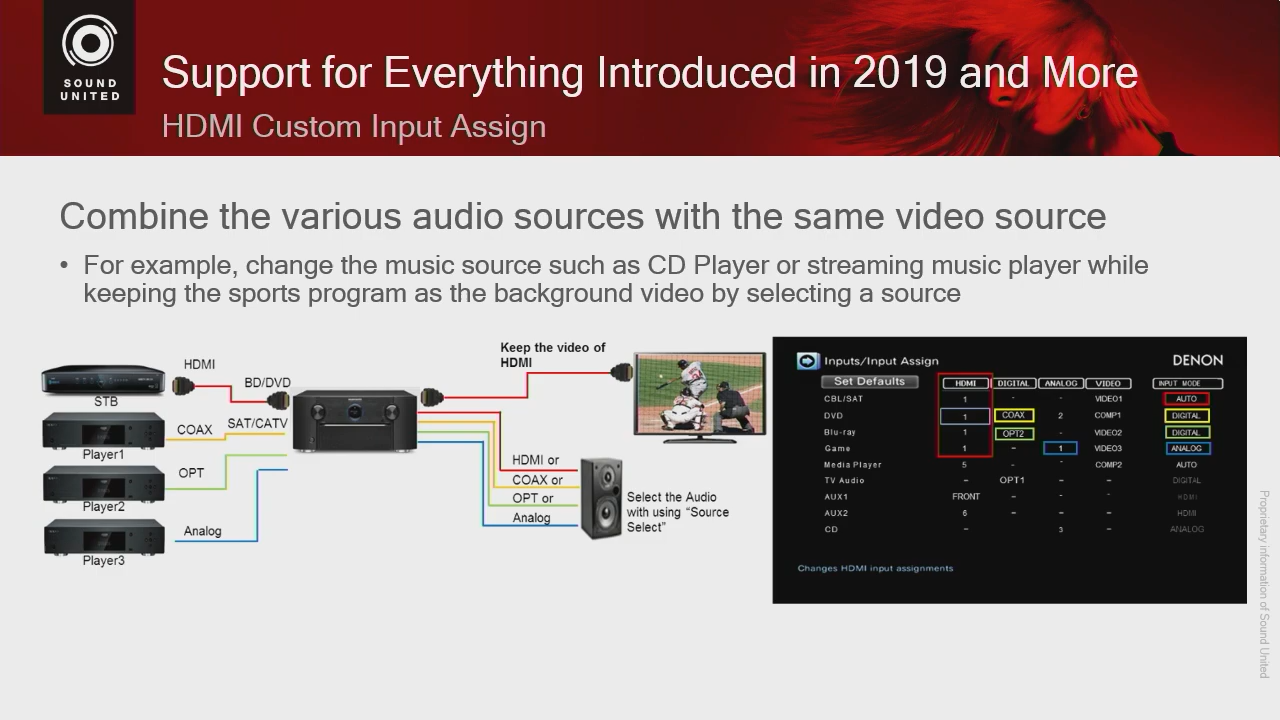 SOUND
UNITED
Support for Everything Introduced in 2019 and More
HDMI Custom Input Assign
Combine the various audio sources with the same video source
• For example, change the music source such as CD Player or streaming music player while
keeping the sports program as the background video by selecting a source
HDMI
STB
BD/DVD
COAX
SAT/CATV
Player1
OPT
Player2
Analog
Player3
Keep the video of
HDMI
HDMI or
COAX or
OPT or
Analog
Select the Audio
with using “Source
Select”
Inputs/Input Assign
DENON
Set Defaults HDMI DIGITAL ANALOG VIDEO INPUT MODE
CBL/SAT 1 - - VIDEO1 AUTO
DVD 1 COAX 2 COMP1 DIGITAL
Blu-ray 1 OPT2 - VIDEO2 DIGITAL
Game 1 – 1 VIDEO3 ANALOG
Media Player 5 - - COMP2 AUTO
TV Audio – OPT1 - – DIGITAL
AUX1 FRONT – - - HDMI
AUX2 6 – - – HDMI
CD – 3 – ANALOG
Changes HDMI input assignments
Proprietary information of Sound United